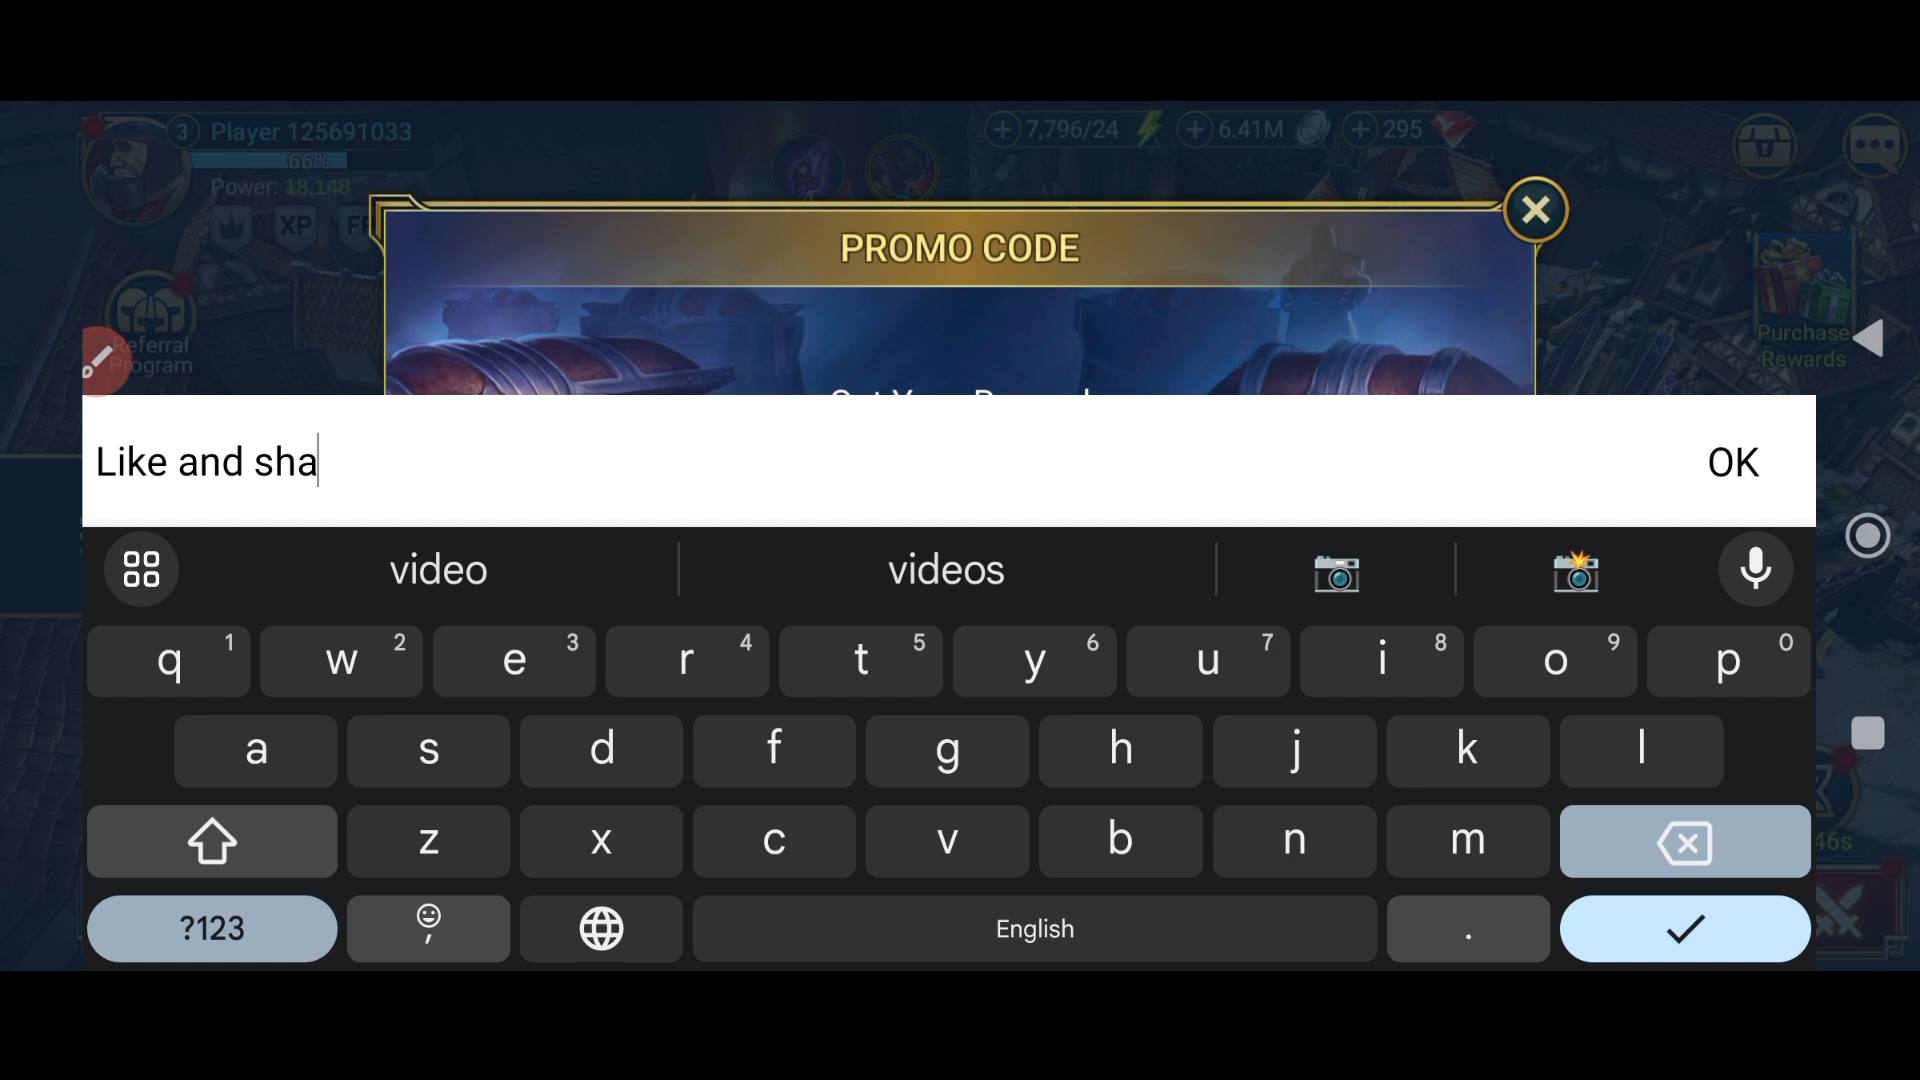 3 Player 125691033
66%
Power: 18,148
XP
7,796/24
6.41M
295
PROMO CODE
Referral
Program
Purchase
Rewards
Like and sha
OK
video videos
q 1 w 2 e 3 r 4 t 5 y 6 u 7 i 8 o 9 p 0
a s d f g h j k l
z x c v b n m
46s
?123 , English .